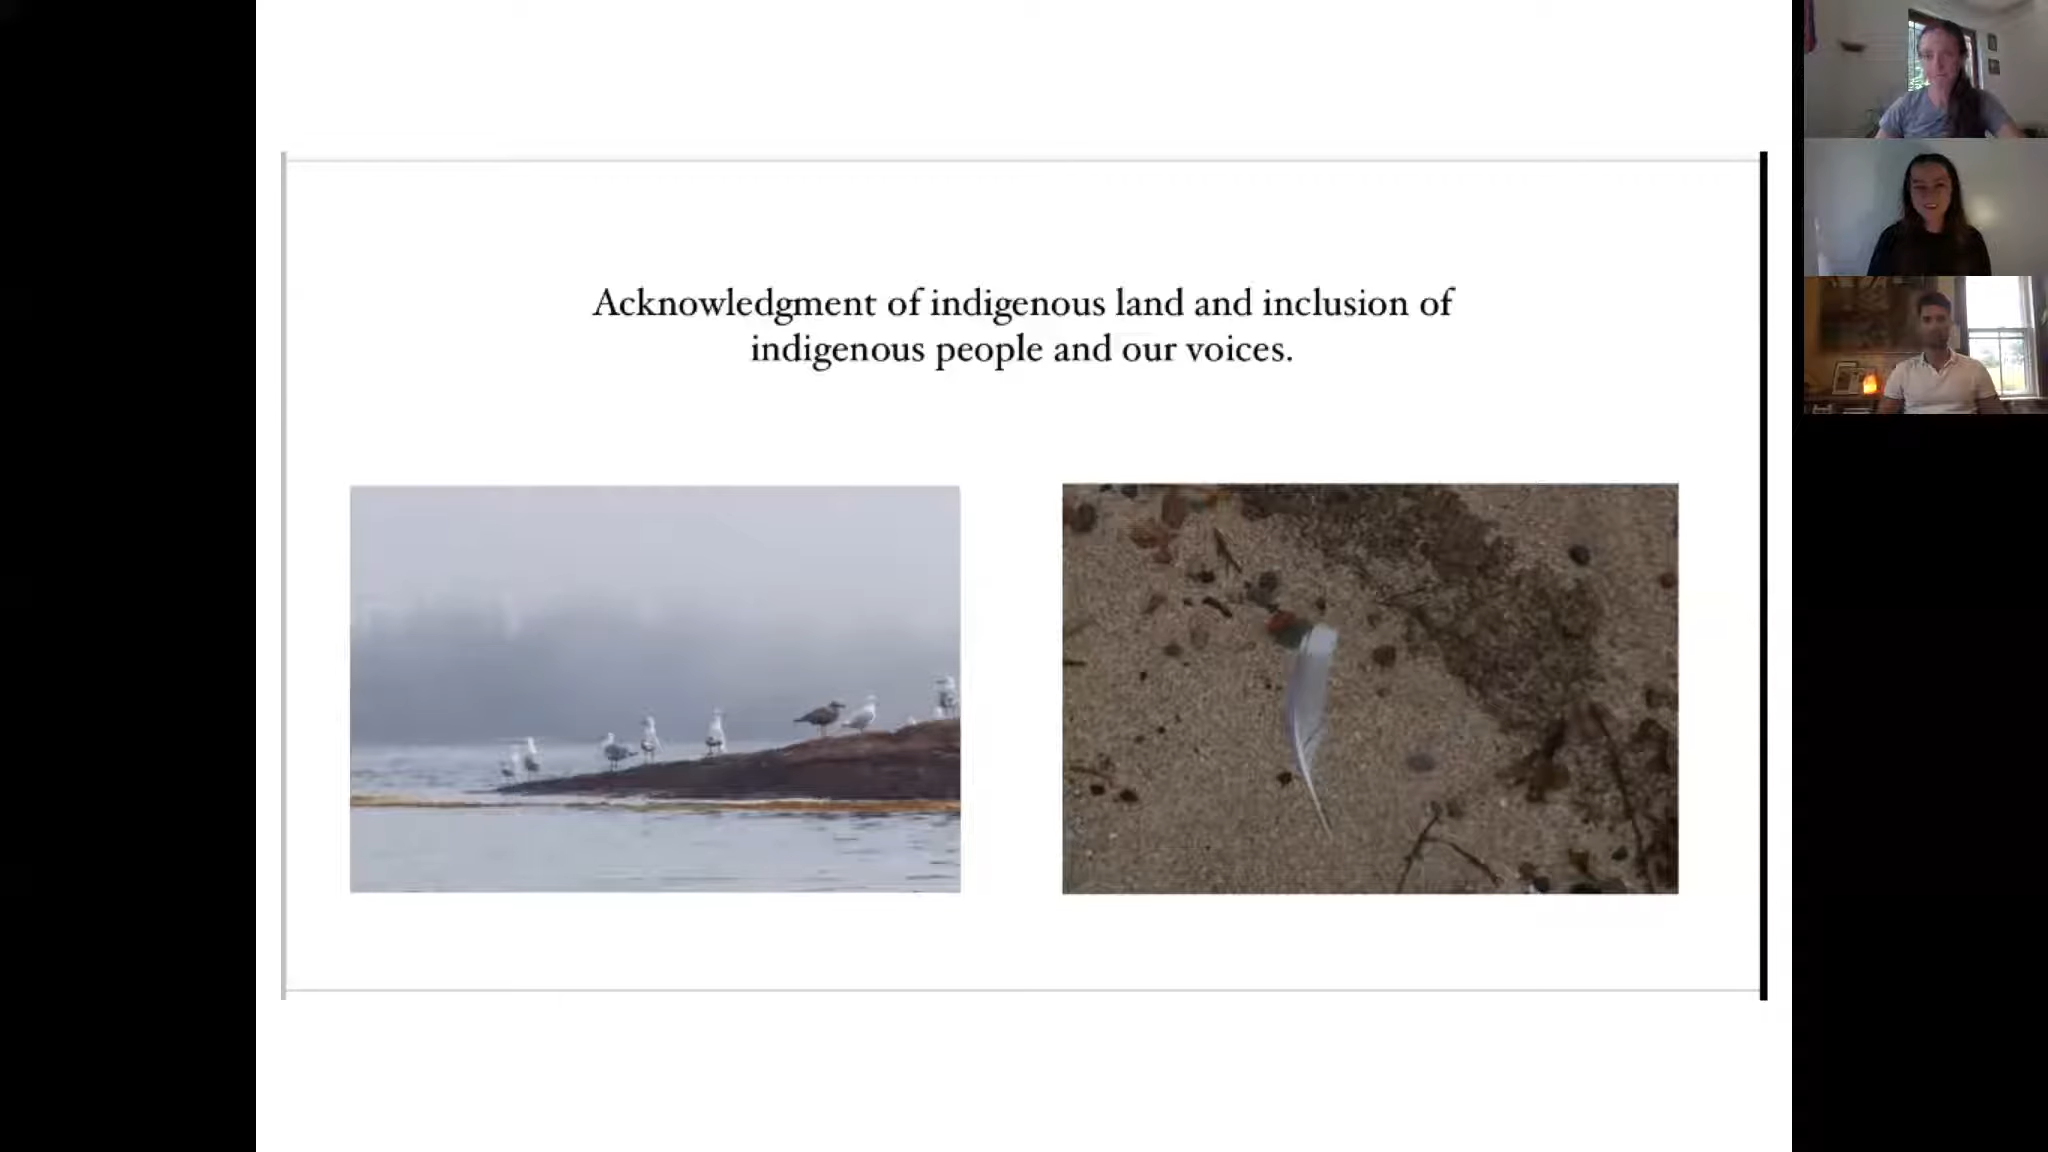 Acknowledgment of indigenous land and inclusion of
indigenous people and our voices.